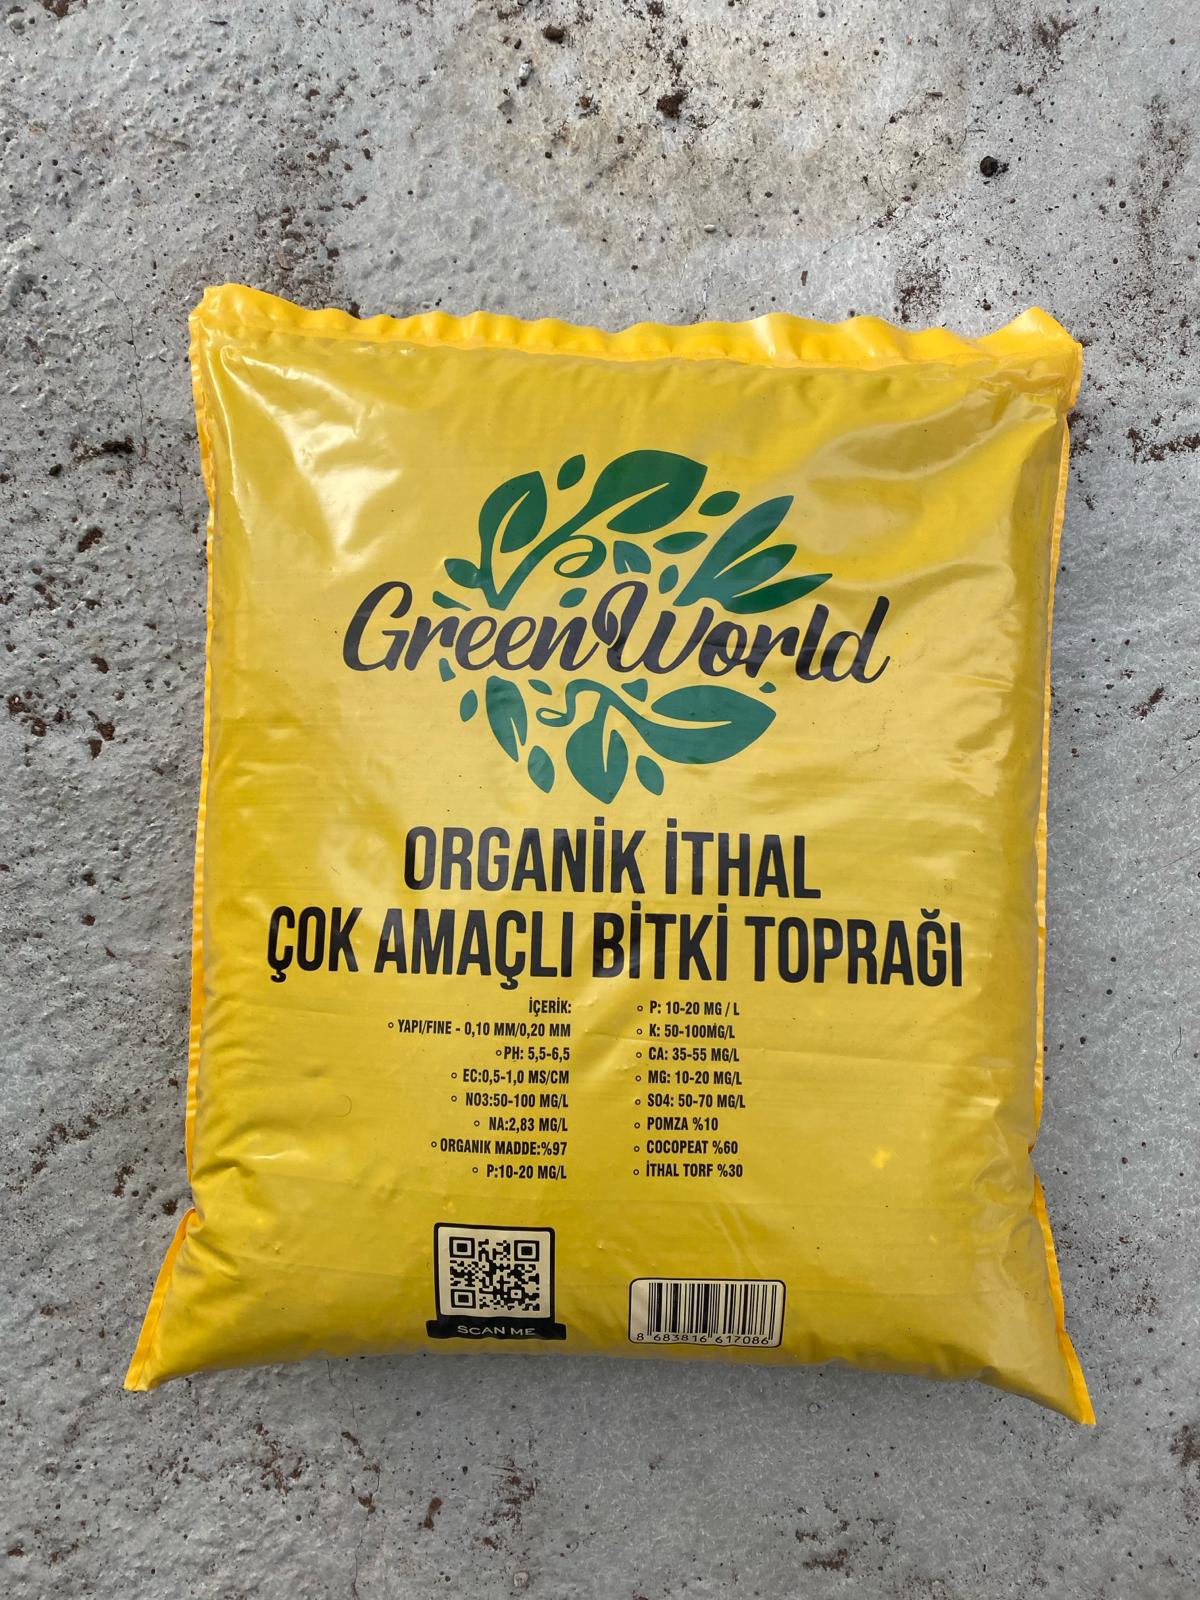 GreenWorld
ORGANİK İTHAL
ÇOK AMAÇLI BİTKİ TOPRAĞI
İÇERİK:
YAPI/FINE - 0,10 MM/0,20 MM
PH: 5,5-6,5
EC:0,5-1,0 MS/CM
NO3:50-100 MG/L
NA:2,83 MG/L
ORGANIK MADDE:%97
P:10-20 MG/L
P: 10-20 MG / L
K: 50-100MG/L
CA: 35-55 MG/L
MG: 10-20 MG/L
SO4: 50-70 MG/L
POMZA %10
COCOPEAT %60
İTHAL TORF %30
SCAN ME
8 683816 617086